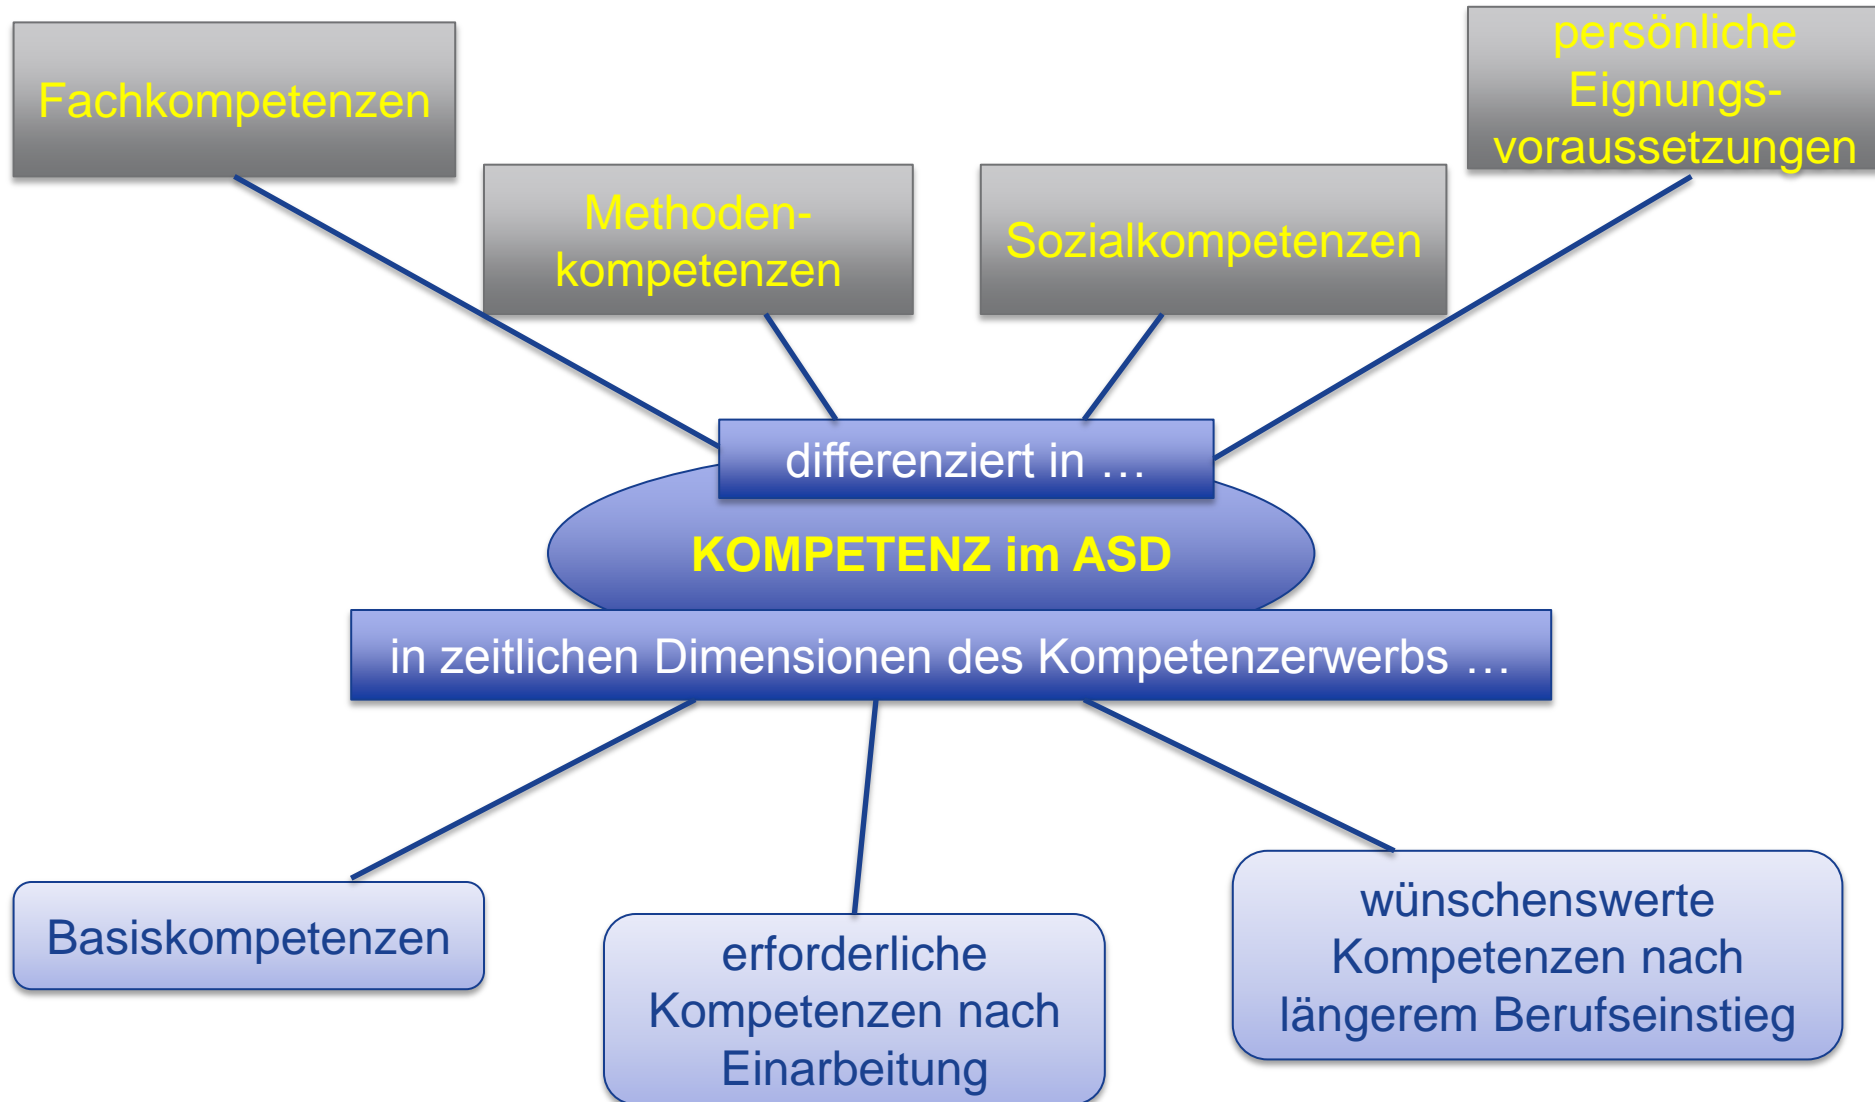 Fachkompetenzen
Methoden-
kompetenzen
Sozialkompetenzen
persönliche
Eignungs-
voraussetzungen
differenziert in …
KOMPETENZ im ASD
in zeitlichen Dimensionen des Kompetenzerwerbs …
Basiskompetenzen
erforderliche
Kompetenzen nach
Einarbeitung
wünschenswerte
Kompetenzen nach
längerem Berufseinstieg